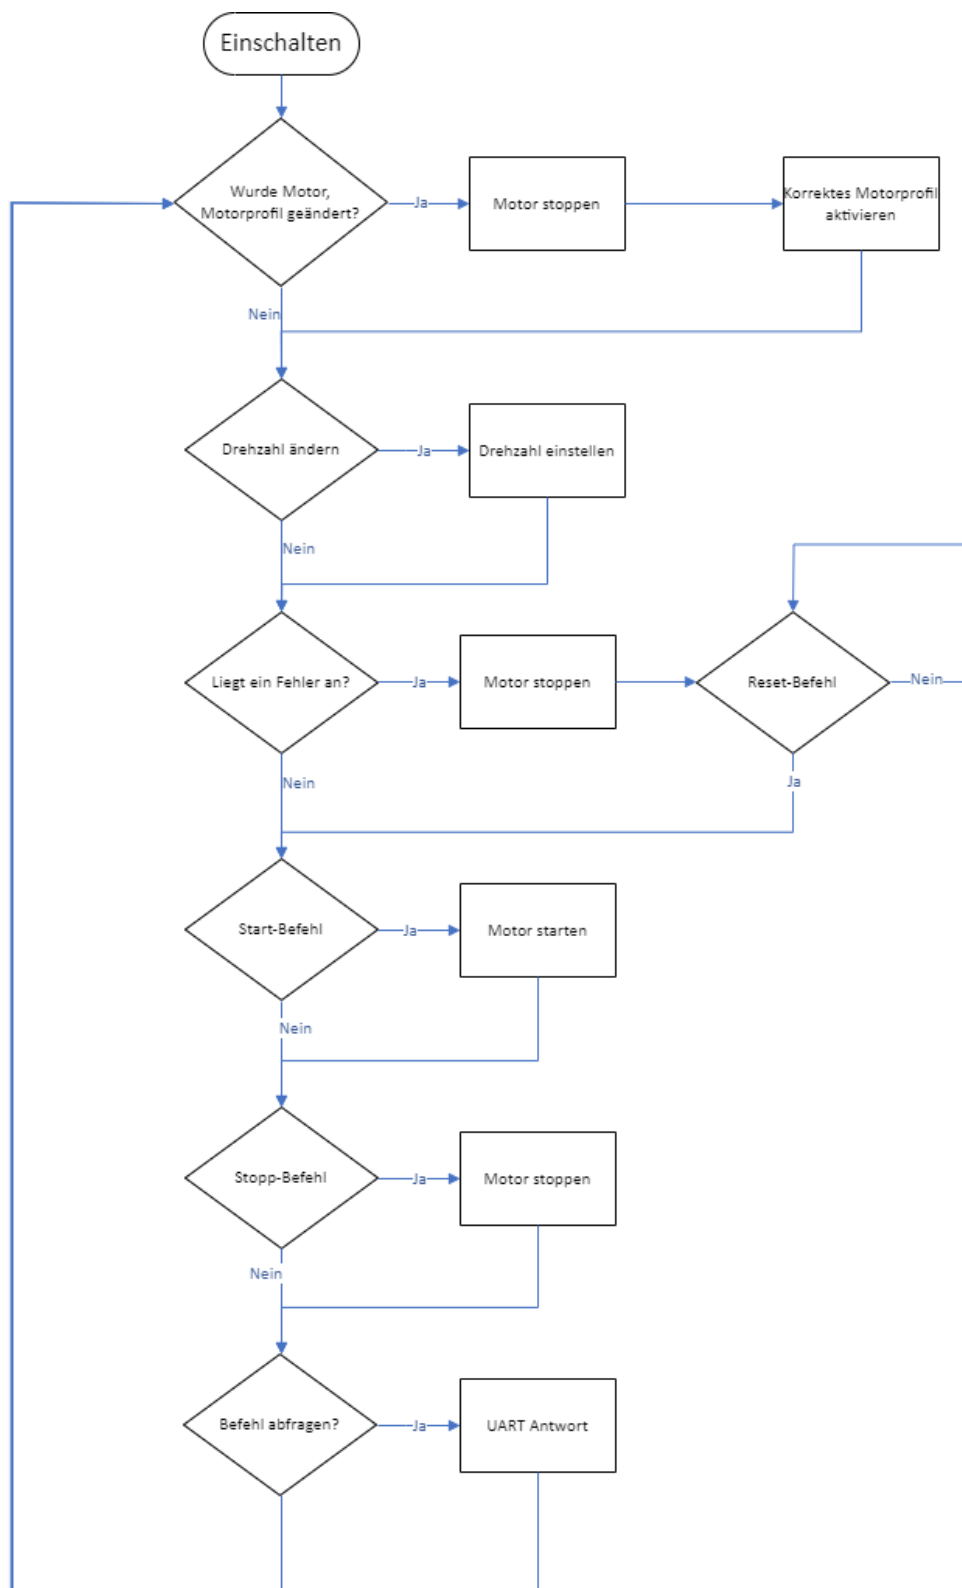 Einschalten
Wurde Motor,
Motorprofil geändert?
Ja
Motor stoppen
Korrektes Motorprofil
aktivieren
Nein
Drehzahl ändern
Ja
Drehzahl einstellen
Nein
Liegt ein Fehler an?
Ja
Motor stoppen
Reset-Befehl
Nein
Nein
Ja
Start-Befehl
Ja
Motor starten
Nein
Stopp-Befehl
Ja
Motor stoppen
Nein
Befehl abfragen?
Ja
UART Antwort